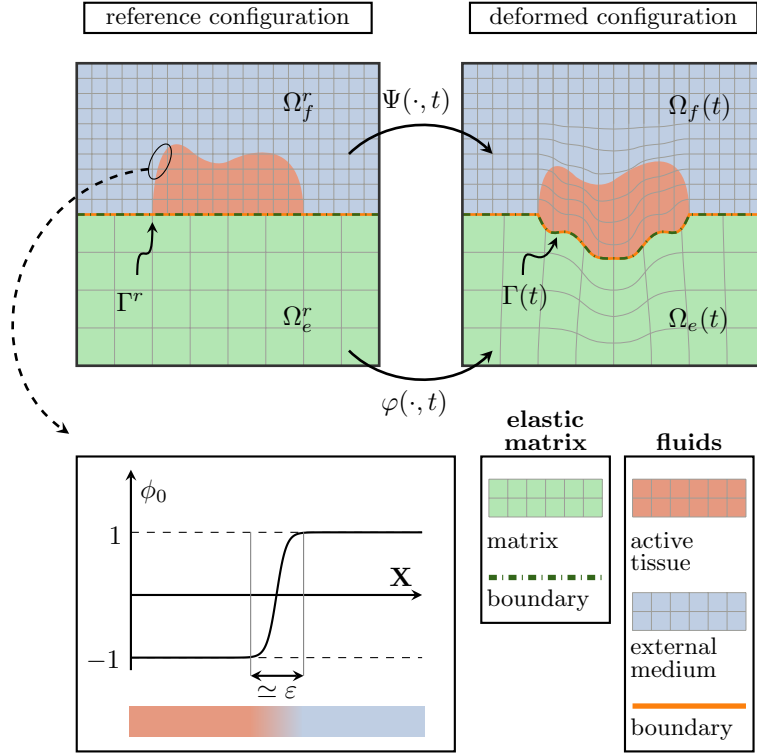 reference configuration
deformed configuration
Ω_f^r
Ψ(·, t)
Ω_f(t)
Γ^r
Γ(t)
Ω_e^r
Ω_e(t)
φ(·, t)
elastic
matrix
fluids
ϕ_0
1
X
−1
≃ ε
matrix
boundary
active
tissue
external
medium
boundary